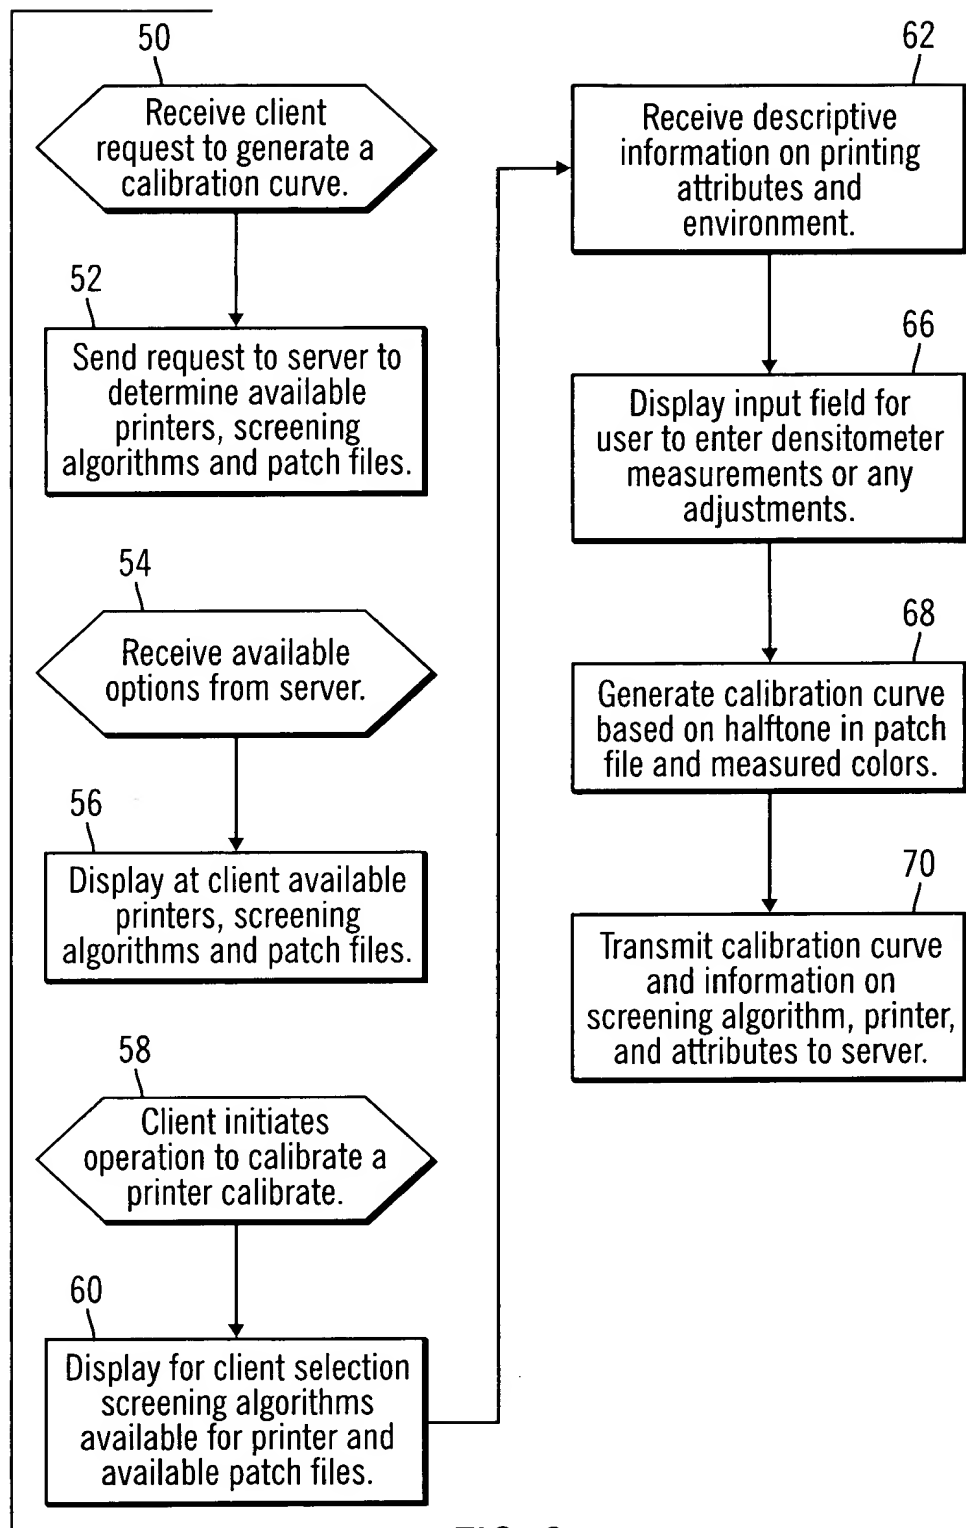 50
Receive client
request to generate a
calibration curve.
52
Send request to server to
determine available
printers, screening
algorithms and patch files.
54
Receive available
options from server.
56
Display at client available
printers, screening
algorithms and patch files.
58
Client initiates
operation to calibrate a
printer calibrate.
60
Display for client selection
screening algorithms
available for printer and
available patch files.
62
Receive descriptive
information on printing
attributes and
environment.
66
Display input field for
user to enter densitometer
measurements or any
adjustments.
68
Generate calibration curve
based on halftone in patch
file and measured colors.
70
Transmit calibration curve
and information on
screening algorithm, printer,
and attributes to server.